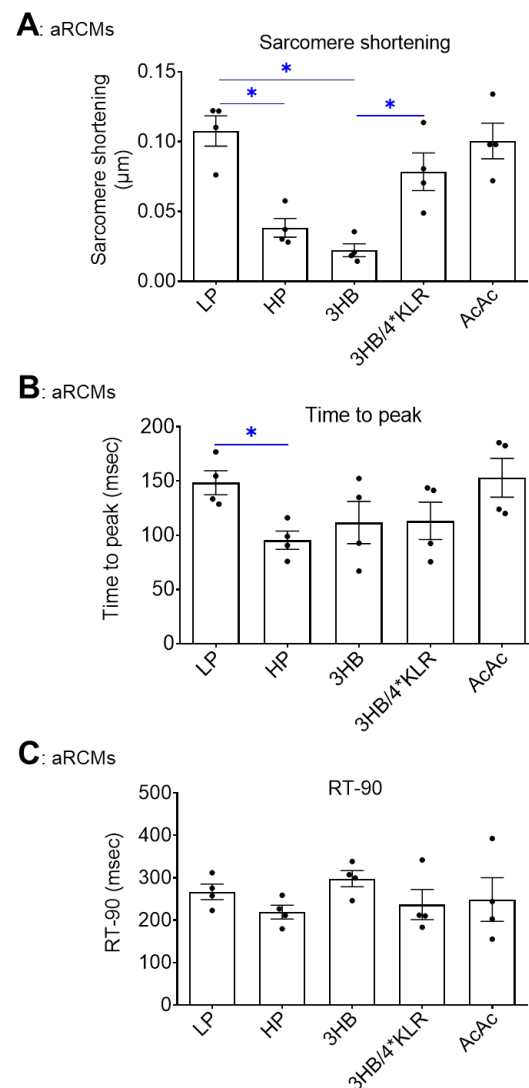 A: aRCMs
Sarcomere shortening
Sarcomere shortening
(µm)
0.15
0.10
0.05
0.00
* * *
LP HP 3HB 3HB/4*KLR AcAc
B: aRCMs
Time to peak
Time to peak (msec)
200
150
100
50
0
*
LP HP 3HB 3HB/4*KLR AcAc
C: aRCMs
RT-90
RT-90 (msec)
500
400
300
200
100
0
LP HP 3HB 3HB/4*KLR AcAc